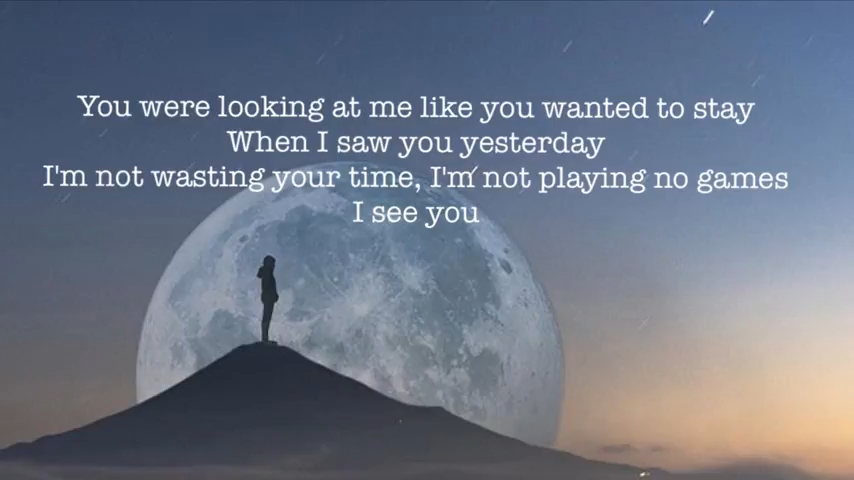 You were looking at me like you wanted to stay
When I saw you yesterday
I'm not wasting your time, I'm not playing no games
I see you